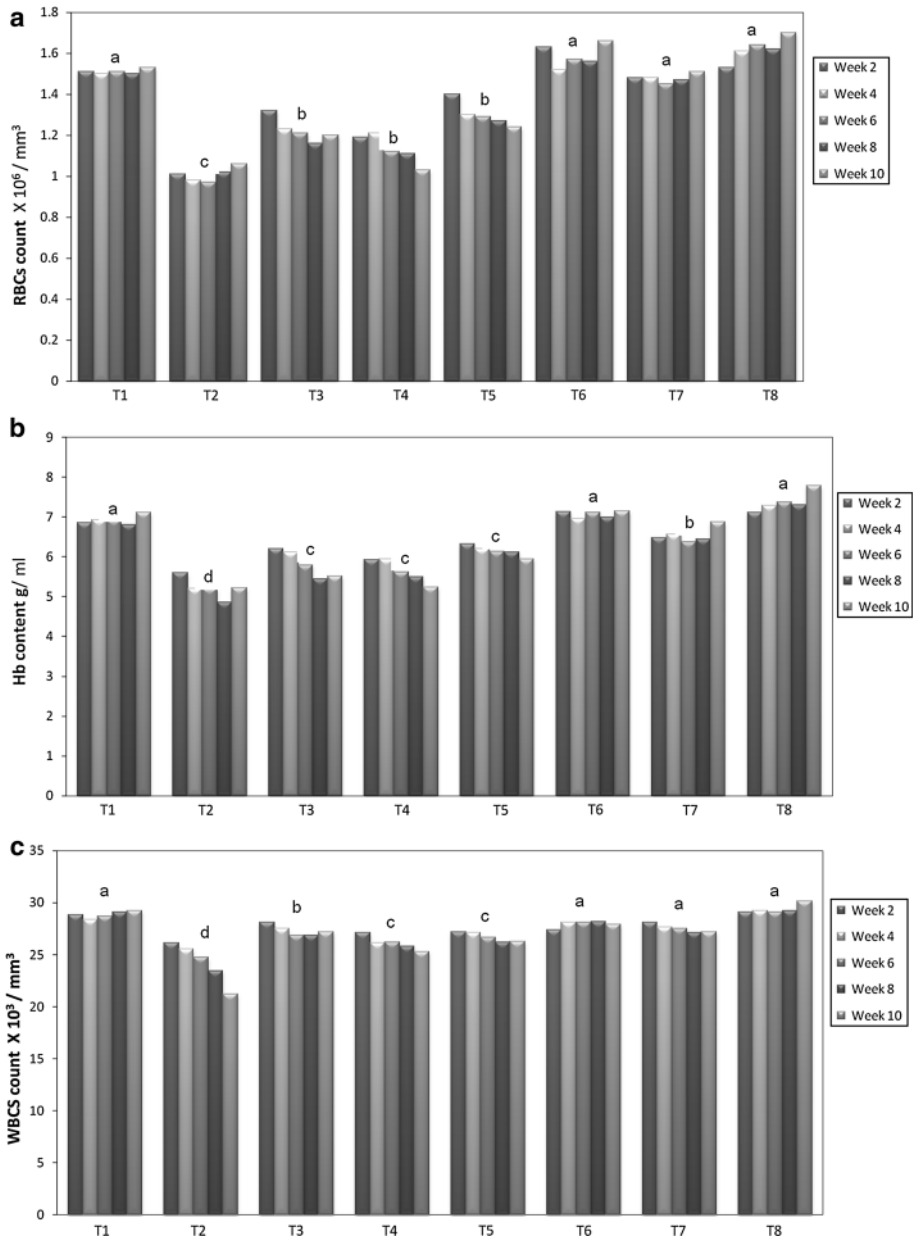 a
RBCs count X 10⁶ / mm³
1.8
1.6
1.4
1.2
1
0.8
0.6
0.4
0.2
0
a
c
b
b
b
a
a
a
T1 T2 T3 T4 T5 T6 T7 T8
Week 2
Week 4
Week 6
Week 8
Week 10
b
Hb content g/ ml
9
8
7
6
5
4
3
2
1
0
a
d
c
c
c
a
b
a
T1 T2 T3 T4 T5 T6 T7 T8
Week 2
Week 4
Week 6
Week 8
Week 10
c
WBCS count X 10³ / mm³
35
30
25
20
15
10
5
0
a
d
b
c
c
a
a
a
T1 T2 T3 T4 T5 T6 T7 T8
Week 2
Week 4
Week 6
Week 8
Week 10